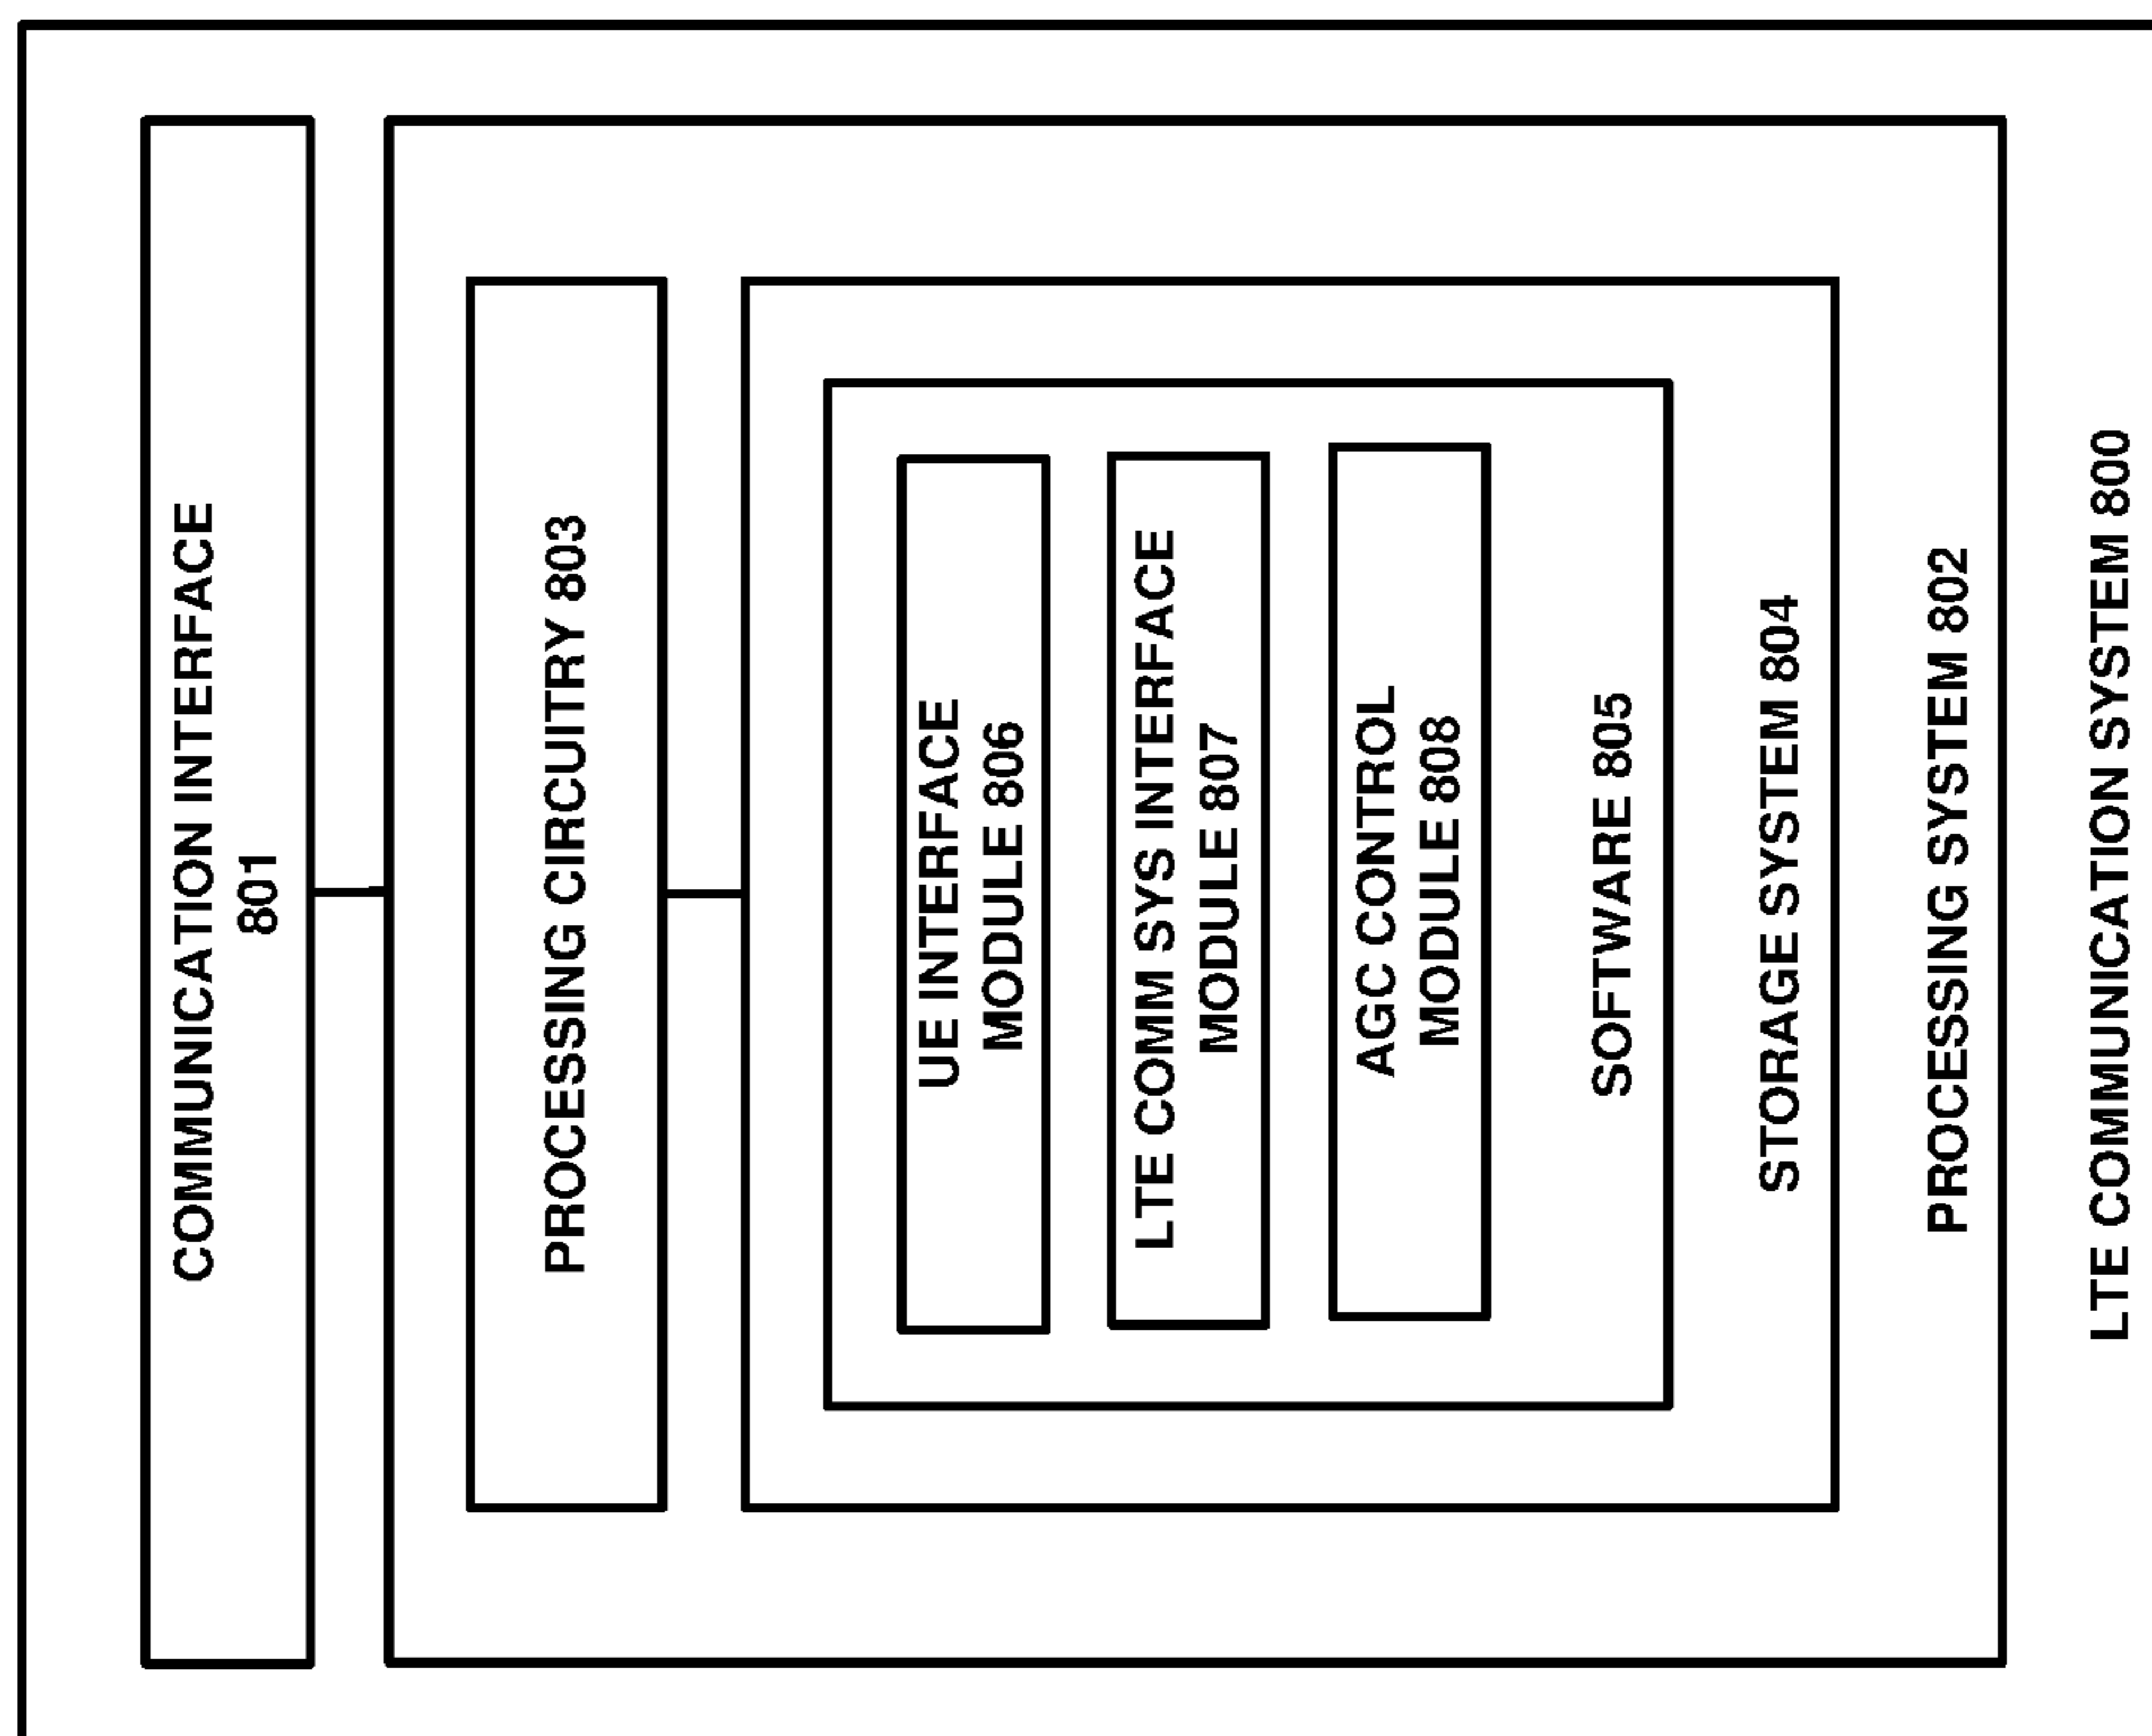 COMMUNICATION INTERFACE
801
PROCESSING CIRCUITRY 803
UE INTERFACE
MODULE 806
LTE COMM SYS INTERFACE
MODULE 807
AGC CONTROL
MODULE 808
SOFTWARE 805
STORAGE SYSTEM 804
PROCESSING SYSTEM 802
LTE COMMUNICATION SYSTEM 800